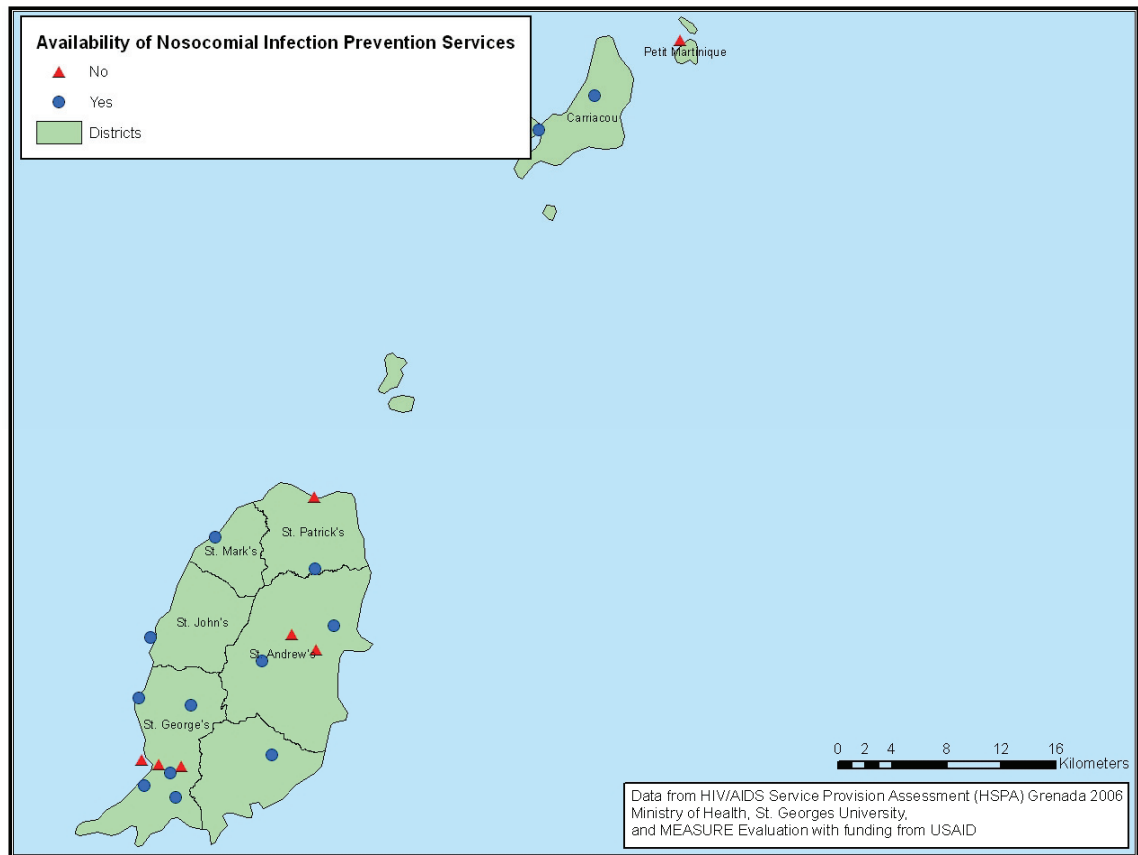 Availability of Nosocomial Infection Prevention Services
No
Yes
Districts
Petit Martinique
Carriacou
St. Patrick's
St. Mark's
St. John's
St. Andrew's
St. George's
0 2 4 8 12 16
Kilometers
Data from HIV/AIDS Service Provision Assessment (HSPA) Grenada 2006
Ministry of Health, St. Georges University,
and MEASURE Evaluation with funding from USAID